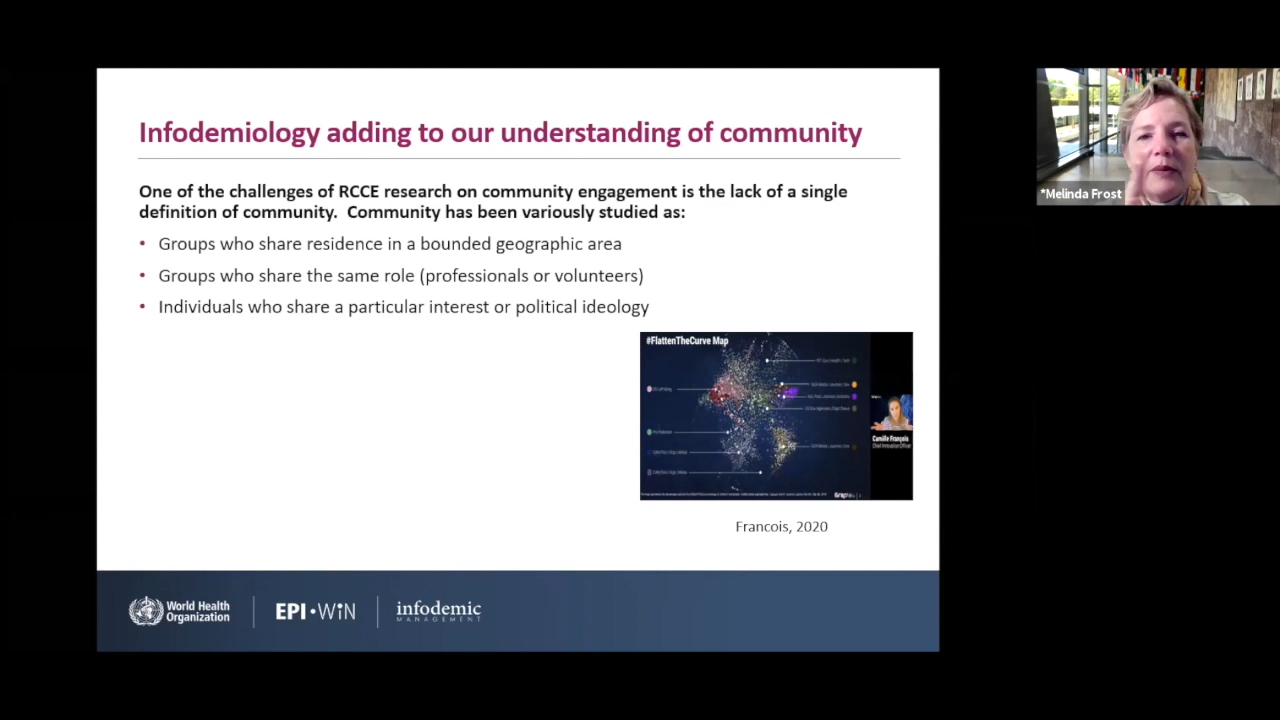 Infodemiology adding to our understanding of community
One of the challenges of RCCE research on community engagement is the lack of a single
definition of community. Community has been variously studied as:
• Groups who share residence in a bounded geographic area
• Groups who share the same role (professionals or volunteers)
• Individuals who share a particular interest or political ideology
#FlattenTheCurve Map
Camille François
Chief Innovation Officer
Francois, 2020
World Health
Organization
EPI•WiN
infodemic
MANAGEMENT
*Melinda Frost